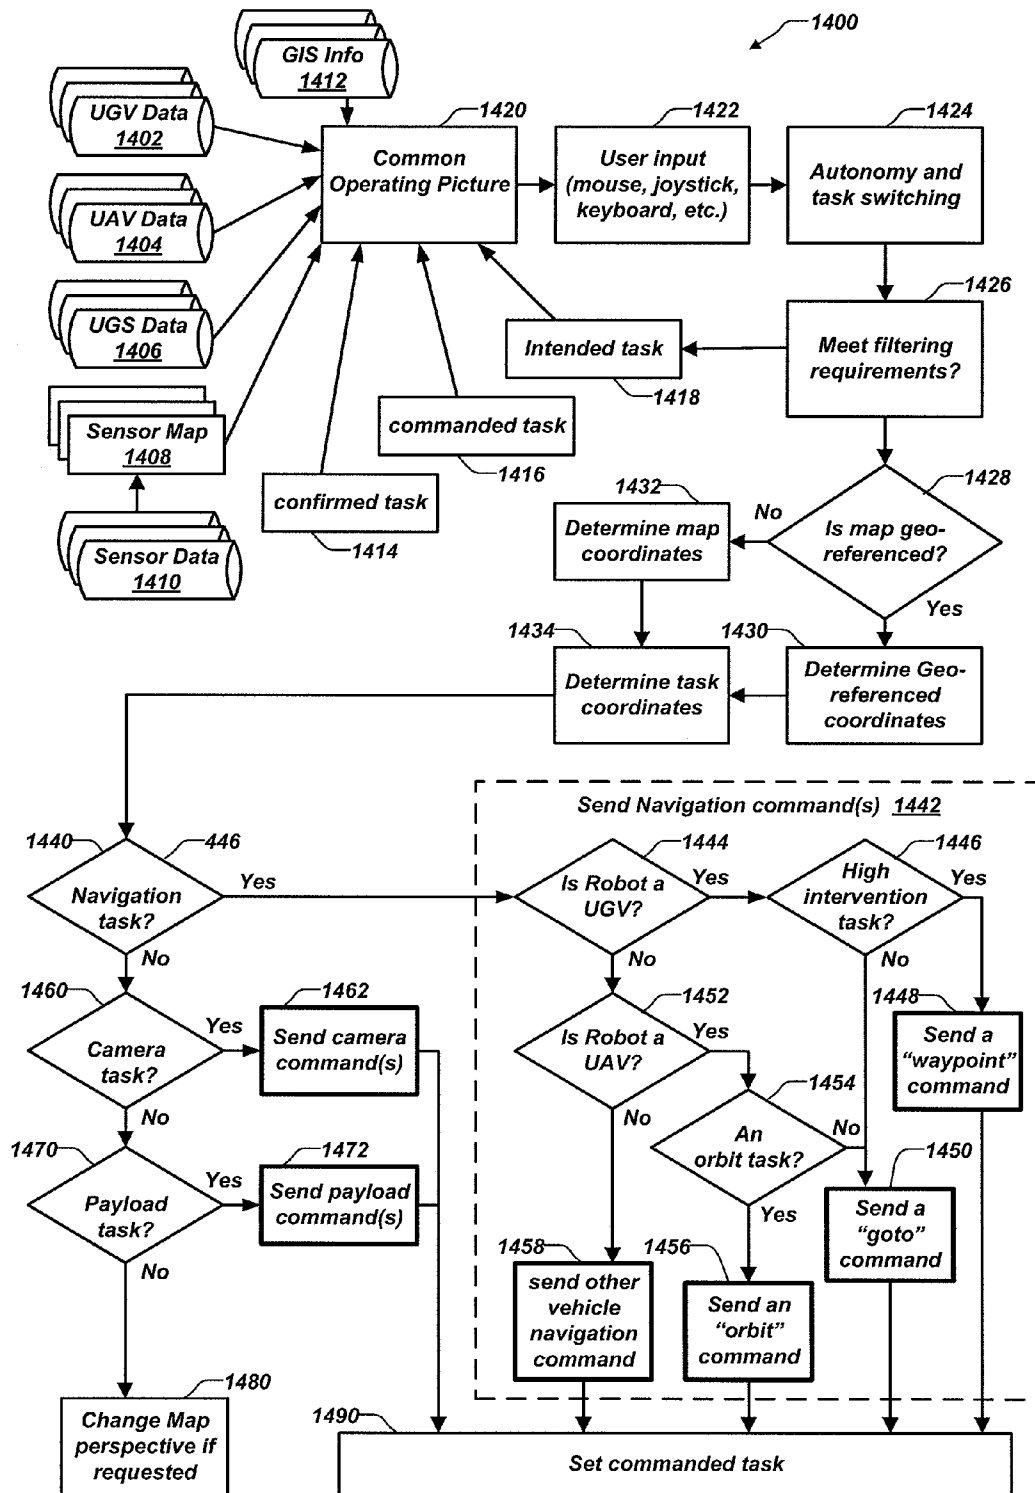 1400
GIS Info
1412
UGV Data
1402
1420
Common
Operating Picture
1422
User input
(mouse, joystick,
keyboard, etc.)
1424
Autonomy and
task switching
UAV Data
1404
UGS Data
1406
1426
Meet filtering
requirements?
Intended task
1418
Sensor Map
1408
commanded task
1416
confirmed task
1414
Sensor Data
1410
1428
Is map geo-
referenced?
No
Yes
1432
Determine map
coordinates
1434
Determine task
coordinates
1430
Determine Geo-
referenced
coordinates
Send Navigation command(s) 1442
1440
446
Navigation
task?
Yes
No
1444
Is Robot a
UGV?
Yes
No
1446
High
intervention
task?
Yes
No
1448
Send a
"waypoint"
command
1460
Camera
task?
Yes
No
1462
Send camera
command(s)
1452
Is Robot a
UAV?
Yes
No
1454
An
orbit task?
No
Yes
1450
Send a
"goto"
command
1470
Payload
task?
Yes
No
1472
Send payload
command(s)
1458
send other
vehicle
navigation
command
1456
Send an
"orbit"
command
1480
Change Map
perspective if
requested
1490
Set commanded task